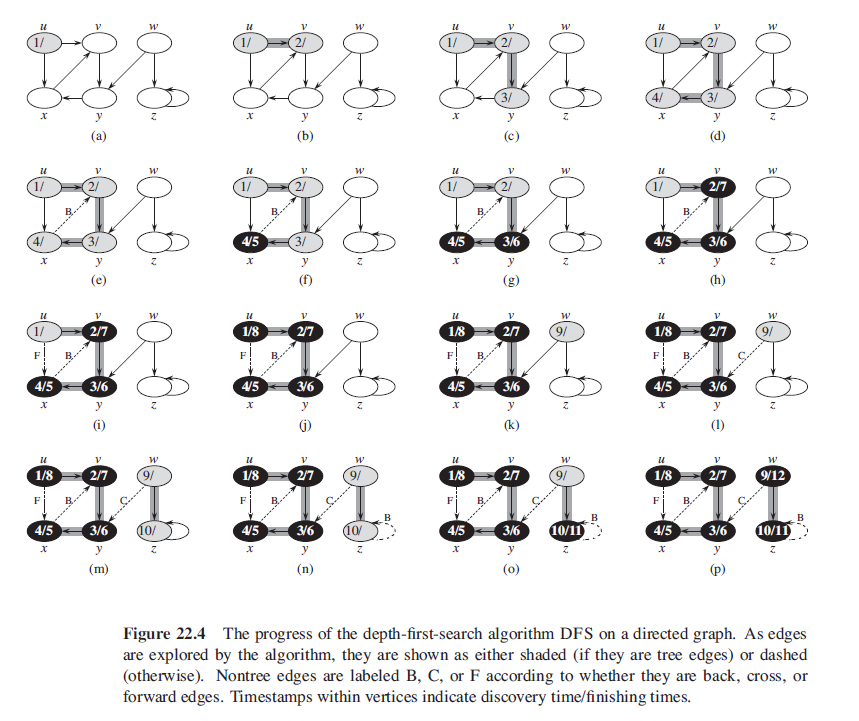 u v w u v w u v w u v w
1/ 1/ 2/ 1/ 2/ 1/ 2/
3/ 4/ 3/
x y z x y z x y z x y z
(a) (b) (c) (d)
u v w u v w u v w u v w
1/ 2/ 1/ 2/ 1/ 2/ 1/ 2/7
B B B B
4/ 3/ 4/5 3/ 4/5 3/6 4/5 3/6
x y z x y z x y z x y z
(e) (f) (g) (h)
u v w u v w u v w u v w
1/ 2/7 1/8 2/7 1/8 2/7 9/ 1/8 2/7 9/
F B F B F B F B C
4/5 3/6 4/5 3/6 4/5 3/6 4/5 3/6
x y z x y z x y z x y z
(i) (j) (k) (l)
u v w u v w u v w u v w
1/8 2/7 9/ 1/8 2/7 9/ 1/8 2/7 9/ 1/8 2/7 9/12
F B C F B C B F B C B F B C B
4/5 3/6 10/ 4/5 3/6 10/ 4/5 3/6 10/11 4/5 3/6 10/11
x y z x y z x y z x y z
(m) (n) (o) (p)
Figure 22.4 The progress of the depth-first-search algorithm DFS on a directed graph. As edges
are explored by the algorithm, they are shown as either shaded (if they are tree edges) or dashed
(otherwise). Nontree edges are labeled B, C, or F according to whether they are back, cross, or
forward edges. Timestamps within vertices indicate discovery time/finishing times.